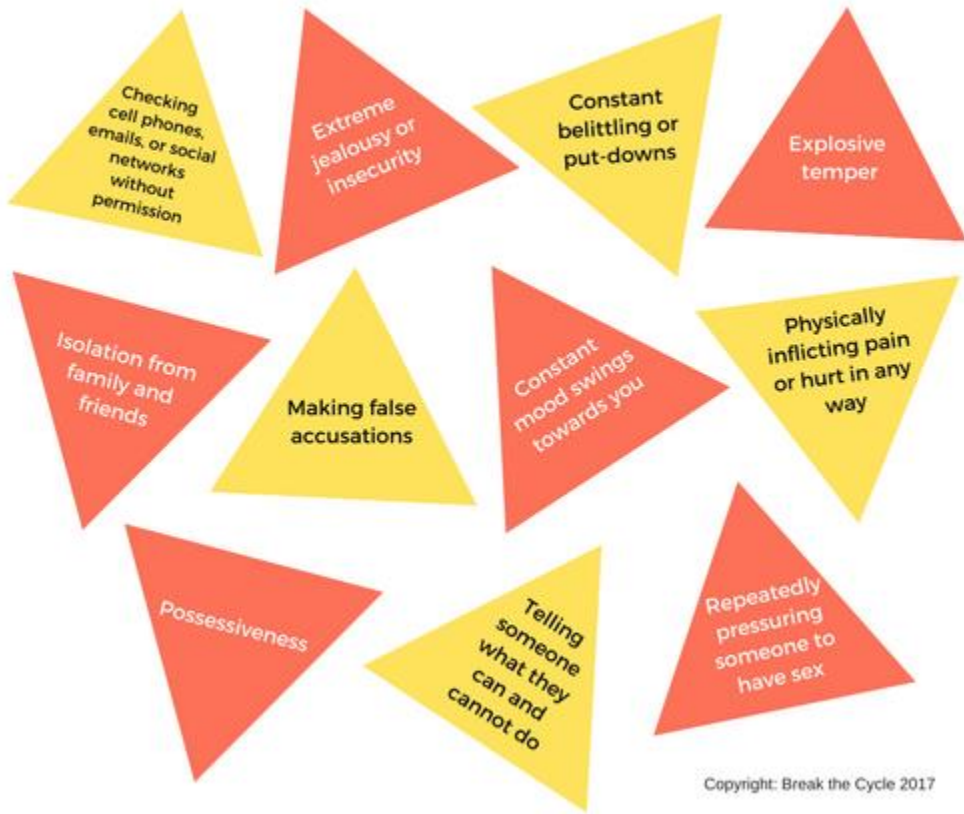 Checking
cell phones,
emails, or social
networks
without
permission
Extreme
jealousy or
insecurity
Constant
belittling or
put-downs
Explosive
temper
Isolation from
family and
friends
Making false
accusations
Constant
mood swings
towards you
Physically
inflicting pain
or hurt in any
way
Possessiveness
Telling
someone
what they
can and
cannot do
Repeatedly
pressuring
someone to
have sex
Copyright: Break the Cycle 2017